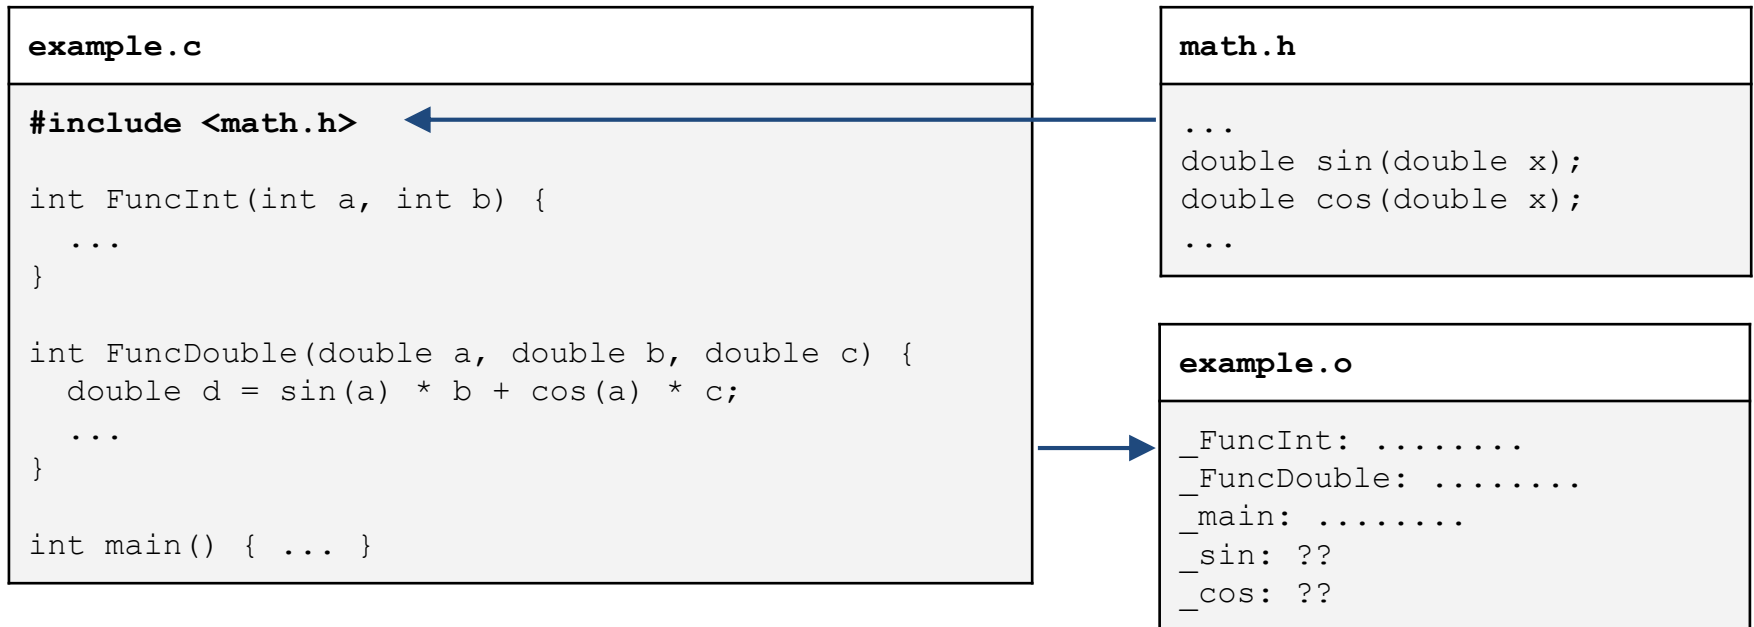 example.c
#include <math.h>
int FuncInt(int a, int b) {
...
}
int FuncDouble(double a, double b, double c) {
double d = sin(a) * b + cos(a) * c;
...
}
int main() { ... }
math.h
...
double sin(double x);
double cos(double x);
...
example.o
_FuncInt: ........
_FuncDouble: ........
_main: ........
_sin: ??
_cos: ??